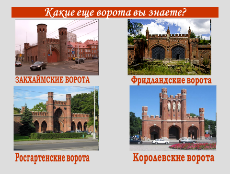 Какие еще ворота вы знаете?
ЗАКХАЙМСКИЕ ВОРОТА
Фридландские ворота
Росгартенские ворота
Королевские ворота